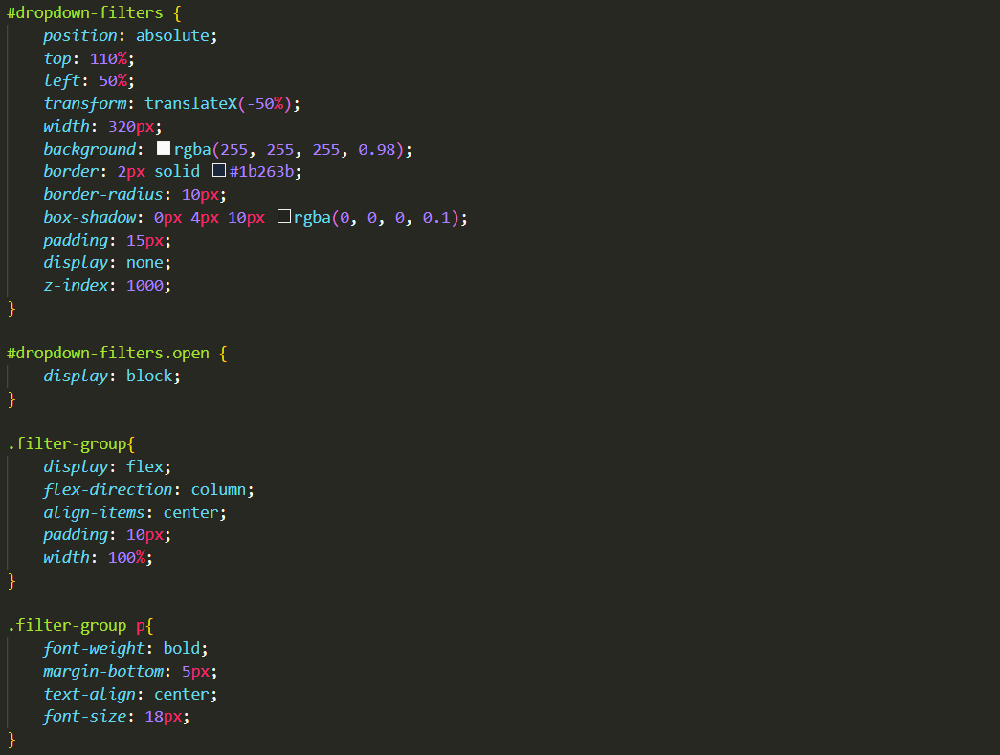 #dropdown-filters {
    position: absolute;
    top: 110%;
    left: 50%;
    transform: translateX(-50%);
    width: 320px;
    background: rgba(255, 255, 255, 0.98);
    border: 2px solid #1b263b;
    border-radius: 10px;
    box-shadow: 0px 4px 10px rgba(0, 0, 0, 0.1);
    padding: 15px;
    display: none;
    z-index: 1000;
}

#dropdown-filters.open {
    display: block;
}

.filter-group{
    display: flex;
    flex-direction: column;
    align-items: center;
    padding: 10px;
    width: 100%;
}

.filter-group p{
    font-weight: bold;
    margin-bottom: 5px;
    text-align: center;
    font-size: 18px;
}